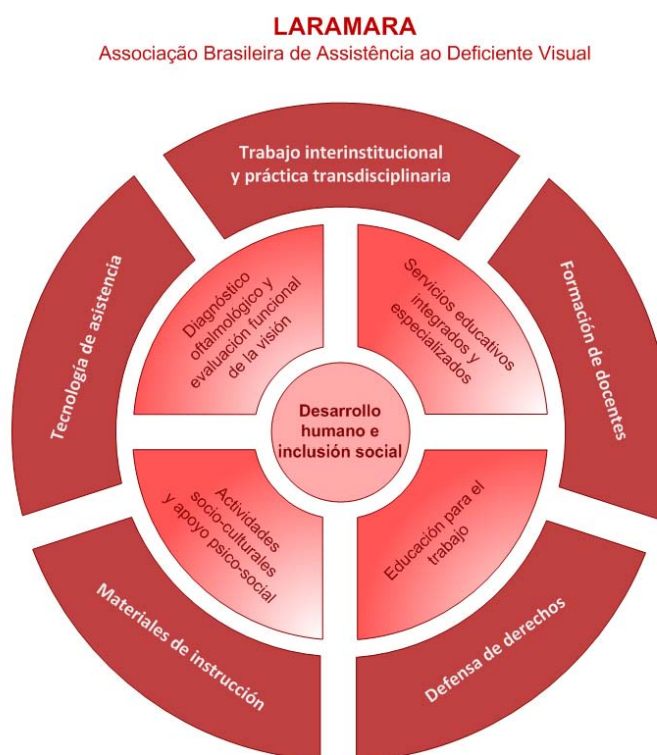 LARAMARA
Associação Brasileira de Assistência ao Deficiente Visual
Trabajo interinstitucional
y práctica transdisciplinaria
Tecnología de asistencia
Formación de docentes
Diagnóstico
oftalmológico y
evaluación funcional
de la visión
Servicios educativos
integrados y
especializados
Desarrollo
humano e
inclusión social
Actividades
socio-culturales
y apoyo psico-social
Educación para el
trabajo
Materiales de instrucción
Defensa de derechos